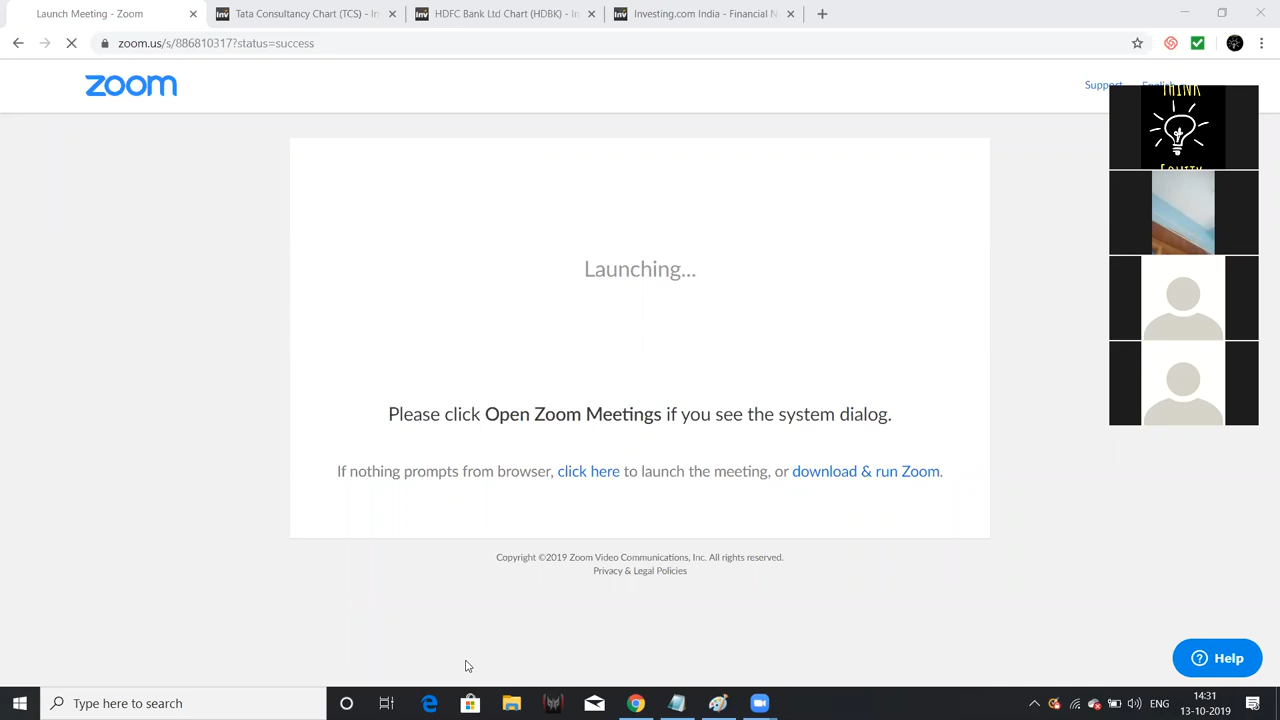 Launch Meeting - Zoom
Tata Consultancy Chart (TCS) - In
HDFC Bank Ltd Chart (HDBK) - In
Investing.com India - Financial N
zoom.us/s/886810317?status=success
zoom
Support
English
THINK
EQUITY
Launching...
Please click Open Zoom Meetings if you see the system dialog.
If nothing prompts from browser, click here to launch the meeting, or download & run Zoom.
Copyright ©2019 Zoom Video Communications, Inc. All rights reserved.
Privacy & Legal Policies
Help
Type here to search
ENG
14:31
13-10-2019